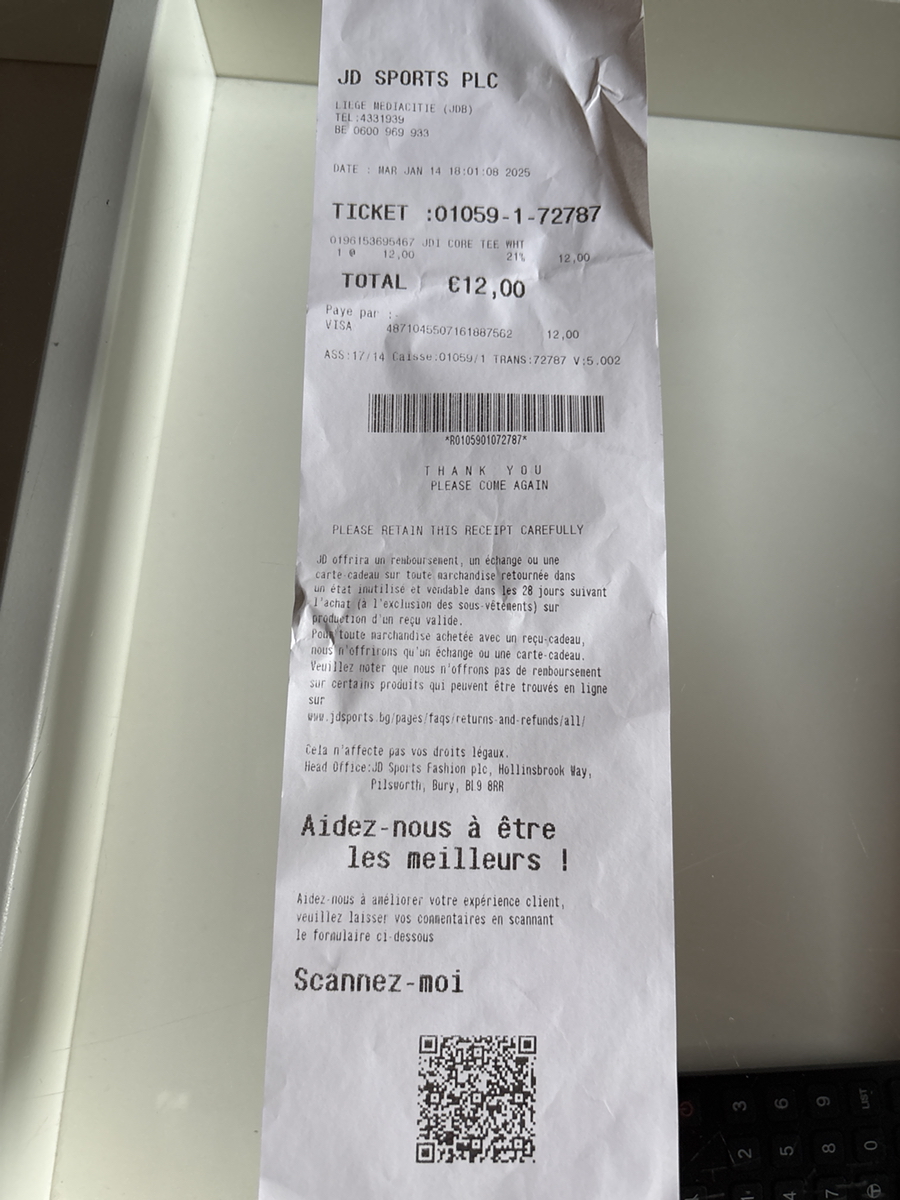 JD SPORTS PLC
LIEGE MEDIACITIE (JDB)
TEL:4331939
BE 0600 969 933
DATE : MAR JAN 14 18:01:08 2025
TICKET :01059-1-72787
0196153695467 JDI CORE TEE WHT
1 @ 12,00 21% 12,00
TOTAL €12,00
Paye par :-
VISA 4871045507161887562 12,00
ASS:17/14 Caisse:01059/1 TRANS:72787 V:5.002
*R0105901072787*
THANK YOU
PLEASE COME AGAIN
PLEASE RETAIN THIS RECEIPT CAREFULLY
JD offrira un remboursement, un échange ou une
carte-cadeau sur toute marchandise retournée dans
un état inutilisé et vendable dans les 28 jours suivant
l'achat (à l'exclusion des sous-vêtements) sur
production d'un reçu valide.
Pour toute marchandise achetée avec un reçu-cadeau,
nous n'offrirons qu'un échange ou une carte-cadeau.
Veuillez noter que nous n'offrons pas de remboursement
sur certains produits qui peuvent être trouvés en ligne
sur
www.jdsports.bg/pages/faqs/returns-and-refunds/all/
Cela n'affecte pas vos droits légaux.
Head Office:JD Sports Fashion plc, Hollinsbrook Way,
Pilsworth, Bury, BL9 8RR
Aidez-nous à être
les meilleurs !
Aidez-nous à améliorer votre expérience client,
veuillez laisser vos commentaires en scannant
le formulaire ci-dessous
Scannez-moi
3 6 9 LIST
2 5 8 0